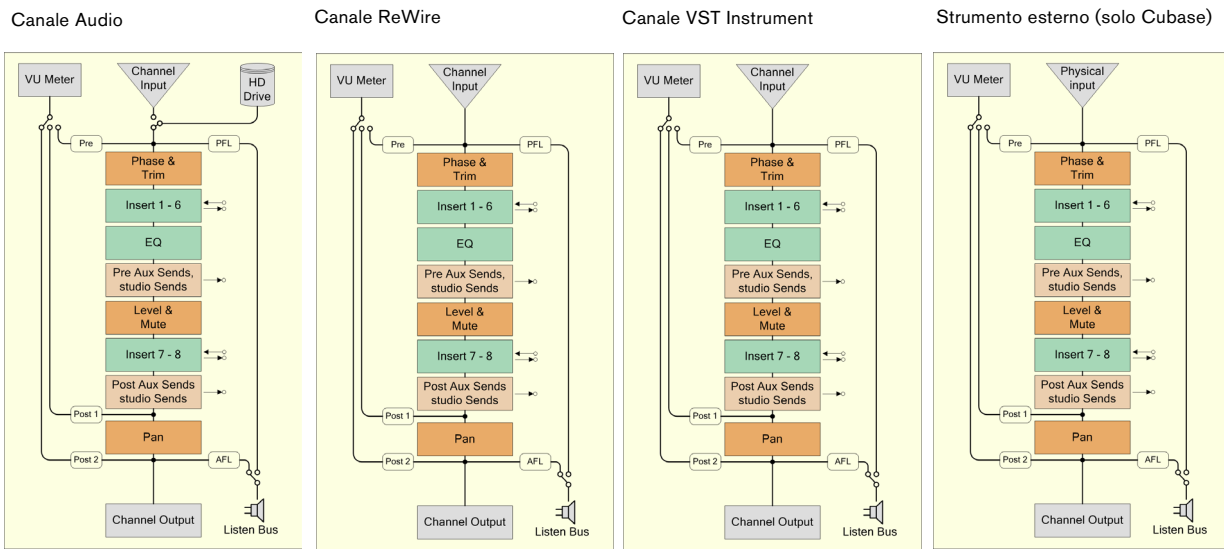 Canale Audio
VU Meter
Channel
Input
HD
Drive
Pre
PFL
Phase &
Trim
Insert 1 - 6
EQ
Pre Aux Sends,
studio Sends
Level &
Mute
Insert 7 - 8
Post Aux Sends
studio Sends
Post 1
Pan
Post 2
AFL
Channel Output
Listen Bus
Canale ReWire
VU Meter
Channel
Input
Pre
PFL
Phase &
Trim
Insert 1 - 6
EQ
Pre Aux Sends,
studio Sends
Level &
Mute
Insert 7 - 8
Post Aux Sends
studio Sends
Post 1
Pan
Post 2
AFL
Channel Output
Listen Bus
Canale VST Instrument
VU Meter
Channel
Input
Pre
PFL
Phase &
Trim
Insert 1 - 6
EQ
Pre Aux Sends,
studio Sends
Level &
Mute
Insert 7 - 8
Post Aux Sends
studio Sends
Post 1
Pan
Post 2
AFL
Channel Output
Listen Bus
Strumento esterno (solo Cubase)
VU Meter
Physical
input
Pre
PFL
Phase &
Trim
Insert 1 - 6
EQ
Pre Aux Sends,
studio Sends
Level &
Mute
Insert 7 - 8
Post Aux Sends
studio Sends
Post 1
Pan
Post 2
AFL
Channel Output
Listen Bus